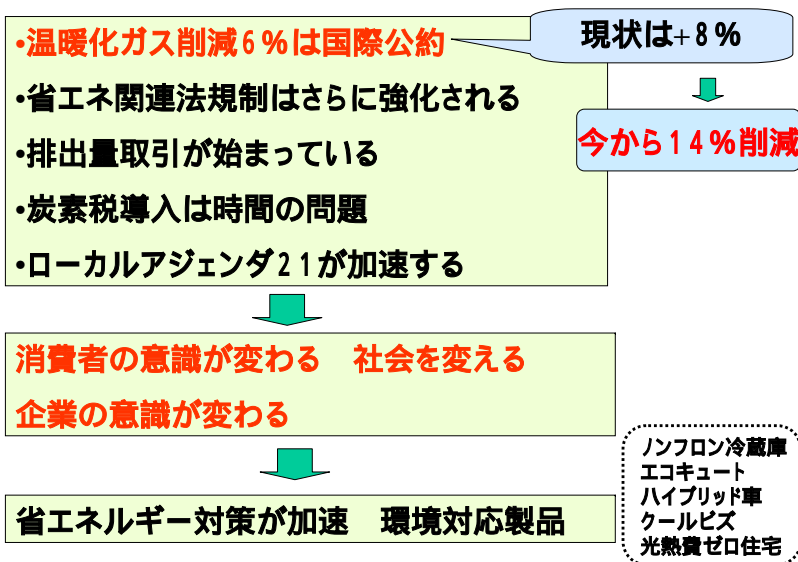 ・温暖化ガス削減6%は国際公約
現状は+8%
・省エネ関連法規制はさらに強化される
今から14%削減
・排出量取引が始まっている
・炭素税導入は時間の問題
・ローカルアジェンダ21が加速する
消費者の意識が変わる　社会を変える
企業の意識が変わる
省エネルギー対策が加速　環境対応製品
ノンフロン冷蔵庫
エコキュート
ハイブリッド車
クールビズ
光熱費ゼロ住宅